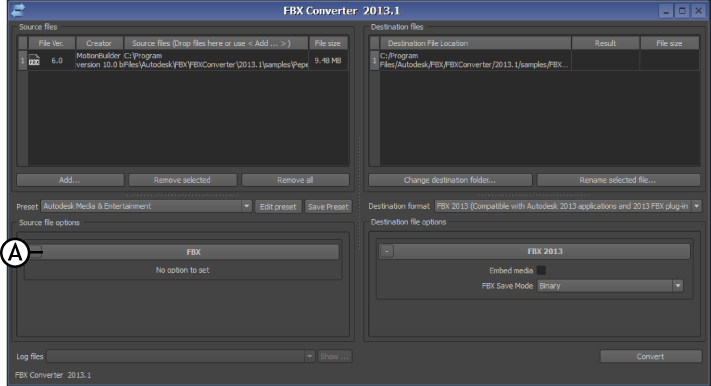 FBX Converter 2013.1
Source files
File Ver. Creator Source files (Drop files here or use < Add ... > ) File size
1 FBX 6.0 MotionBuilder version 10.0 b C:\Program Files\Autodesk\FBX\FBXConverter\2013.1\samples\Pepe 9.48 MB
Add... Remove selected Remove all
Destination files
Destination File Location Result File size
1 C:/Program
Files/Autodesk/FBX/FBXConverter/2013.1/samples/FBX...
Change destination folder... Rename selected file...
Preset Autodesk Media & Entertainment Edit preset Save Preset
Destination format FBX 2013 (Compatible with Autodesk 2013 applications and 2013 FBX plug-in
Source file options
A
FBX
No option to set
Destination file options
- FBX 2013
Embed media
FBX Save Mode Binary
Log files Show ...
Convert
FBX Converter 2013.1